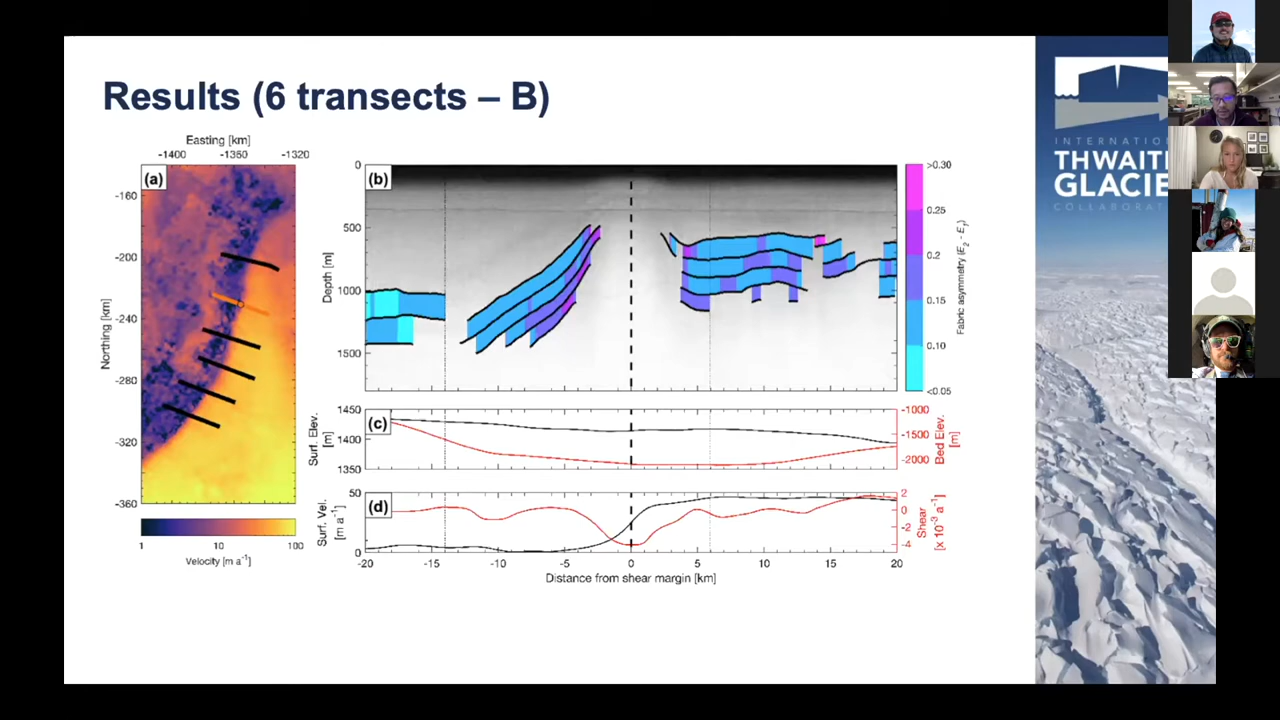 Results (6 transects – B)
Easting [km]
-1400 -1360 -1320
(a)
-160
-200
-240
-280
-320
-360
Northing [km]
1 10 100
Velocity [m a⁻¹]
(b)
0
500
1000
1500
Depth [m]
>0.30
0.25
0.2
0.15
0.10
<0.05
Fabric asymmetry (E₂ - E₁)
(c)
1450
1400
1350
Surf. Elev. [m]
-1000
-1500
-2000
Bed Elev. [m]
(d)
50
0
Surf. Vel. [m a⁻¹]
2
0
-2
-4
Shear [x 10⁻³ a⁻¹]
-20 -15 -10 -5 0 5 10 15 20
Distance from shear margin [km]
INTERNATIO
THWAIT
GLACIE
COLLABORAT